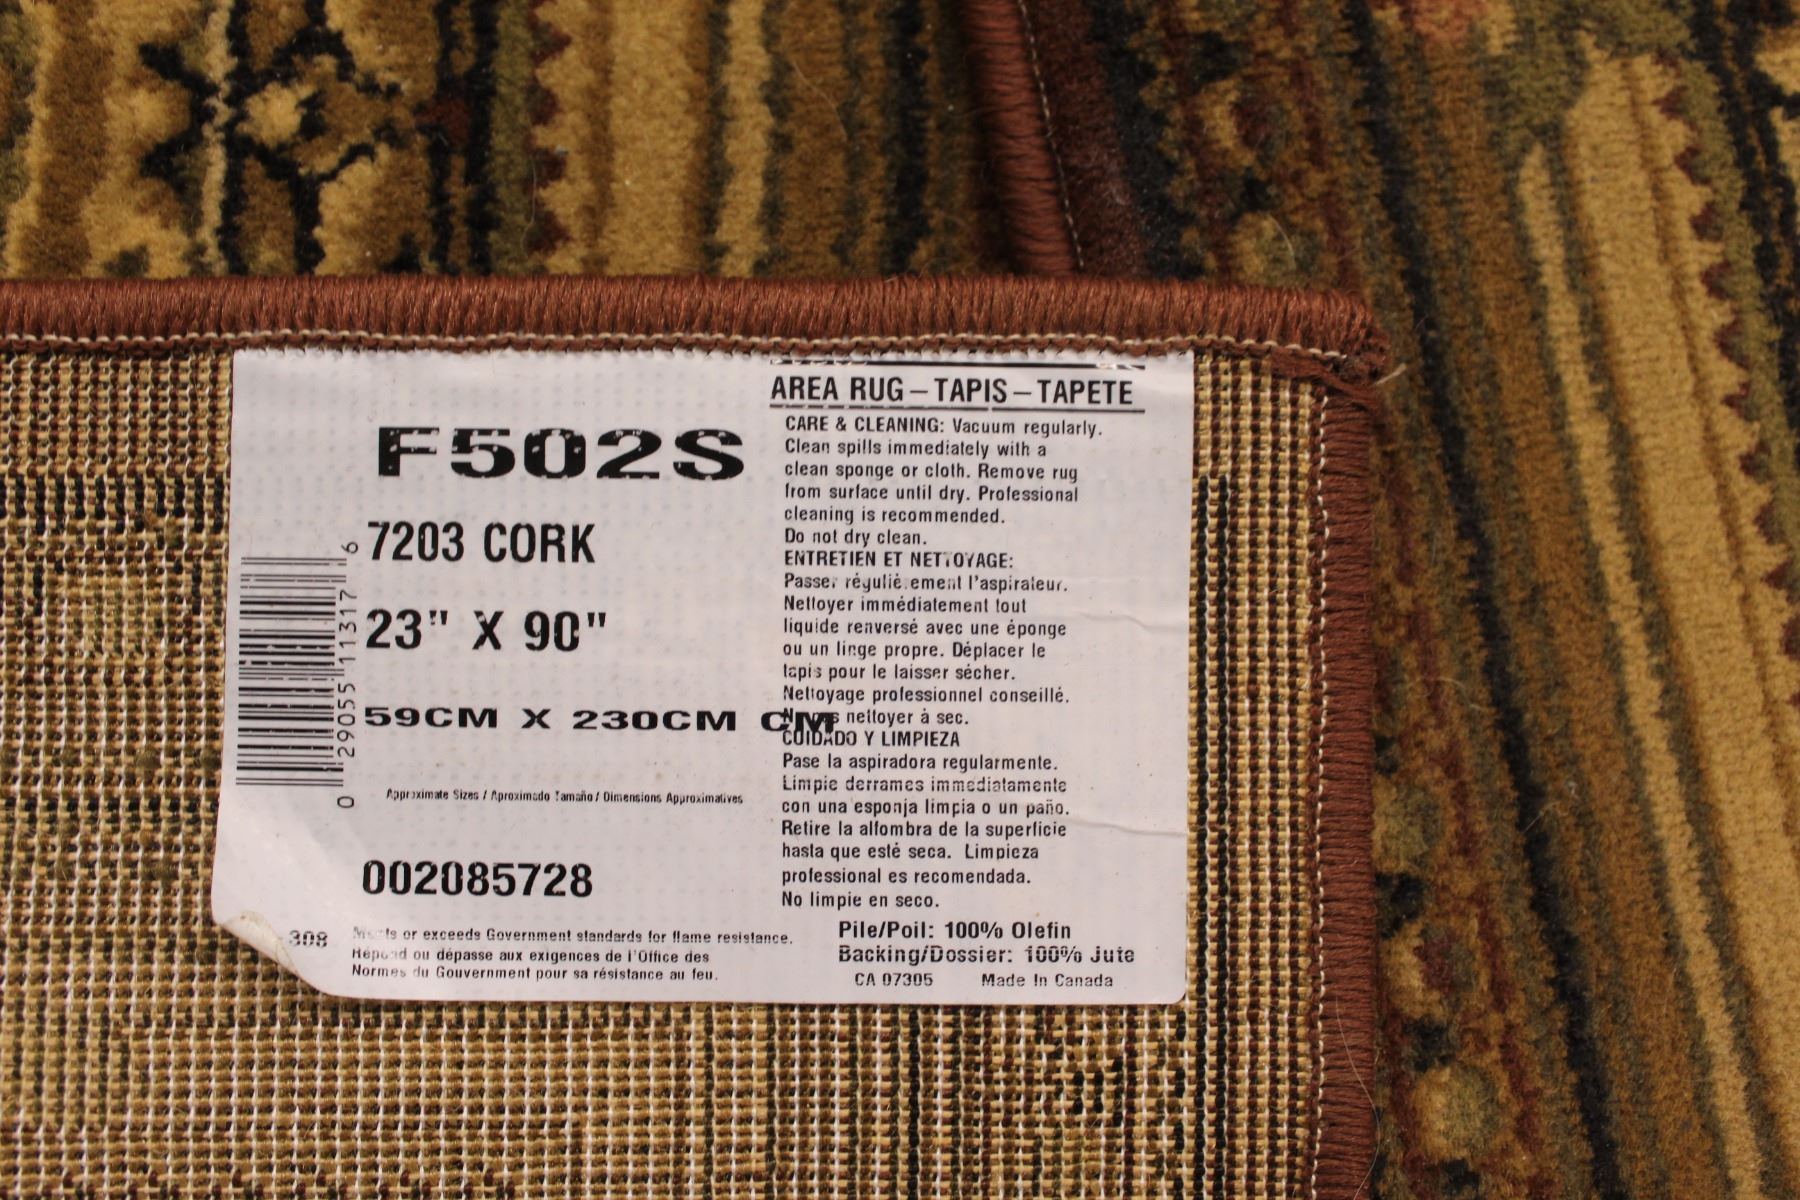 F502S
7203 CORK
23" X 90"
59CM X 230CM CM
0 29055 11317 6
Approximate Sizes / Aproximado Tamaño / Dimensions Approximatives
002085728
308
Meets or exceeds Government standards for flame resistance.
Répond ou dépasse aux exigences de l'Office des
Normes du Gouvernment pour sa résistance au feu.
AREA RUG – TAPIS – TAPETE
CARE & CLEANING: Vacuum regularly.
Clean spills immediately with a
clean sponge or cloth. Remove rug
from surface until dry. Professional
cleaning is recommended.
Do not dry clean.
ENTRETIEN ET NETTOYAGE:
Passer régulièrement l'aspirateur.
Nettoyer immédiatement tout
liquide renversé avec une éponge
ou un linge propre. Déplacer le
tapis pour le laisser sécher.
Nettoyage professionnel conseillé.
nettoyer à sec.
CUIDADO Y LIMPIEZA
Pase la aspiradora regularmente.
Limpie derrames immediatamente
con una esponja limpia o un paño.
Retire la alfombra de la superficie
hasta que esté seca. Limpieza
professional es recomendada.
No limpie en seco.
Pile/Poil: 100% Olefin
Backing/Dossier: 100% Jute
CA 07305 Made In Canada